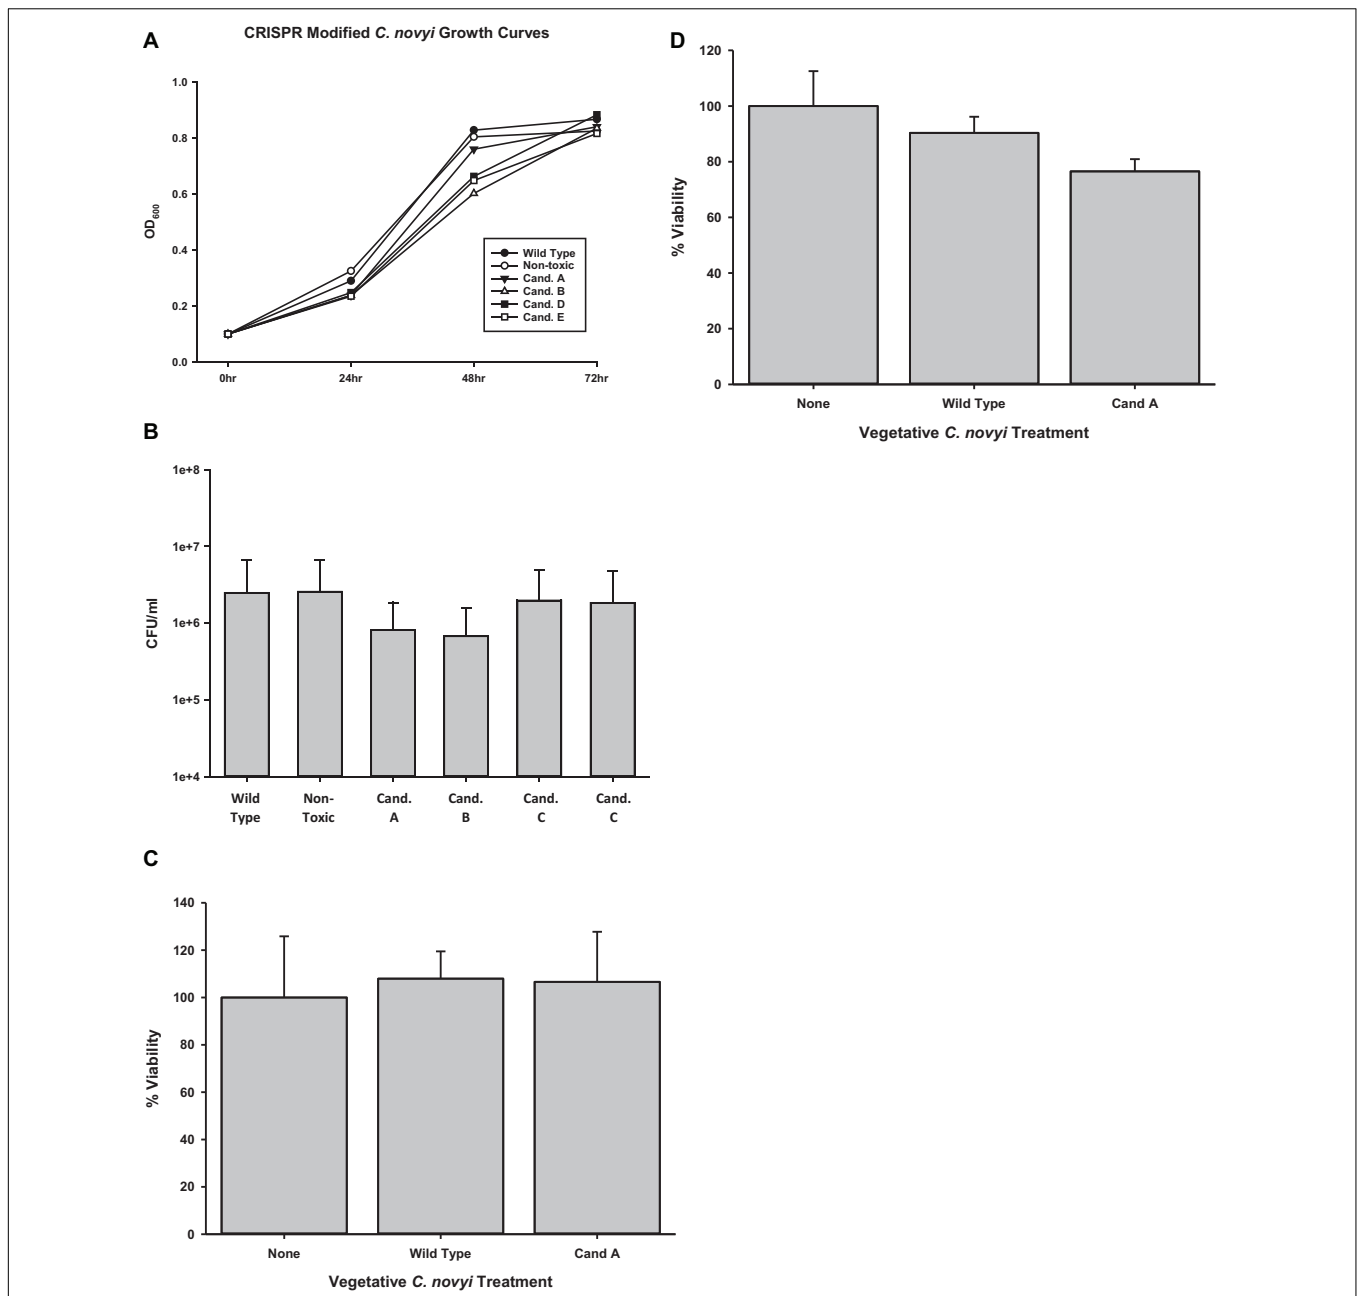 A
CRISPR Modified C. novyi Growth Curves
1.0
0.8
0.6
0.4
0.2
0.0
OD600
Wild Type
Non-toxic
Cand. A
Cand. B
Cand. D
Cand. E
0hr 24hr 48hr 72hr
B
1e+8
1e+7
1e+6
1e+5
1e+4
CFU/ml
Wild Non- Cand. Cand. Cand. Cand.
Type Toxic A B C C
C
140
120
100
80
60
40
20
0
% Viability
None Wild Type Cand A
Vegetative C. novyi Treatment
D
120
100
80
60
40
20
0
% Viability
None Wild Type Cand A
Vegetative C. novyi Treatment